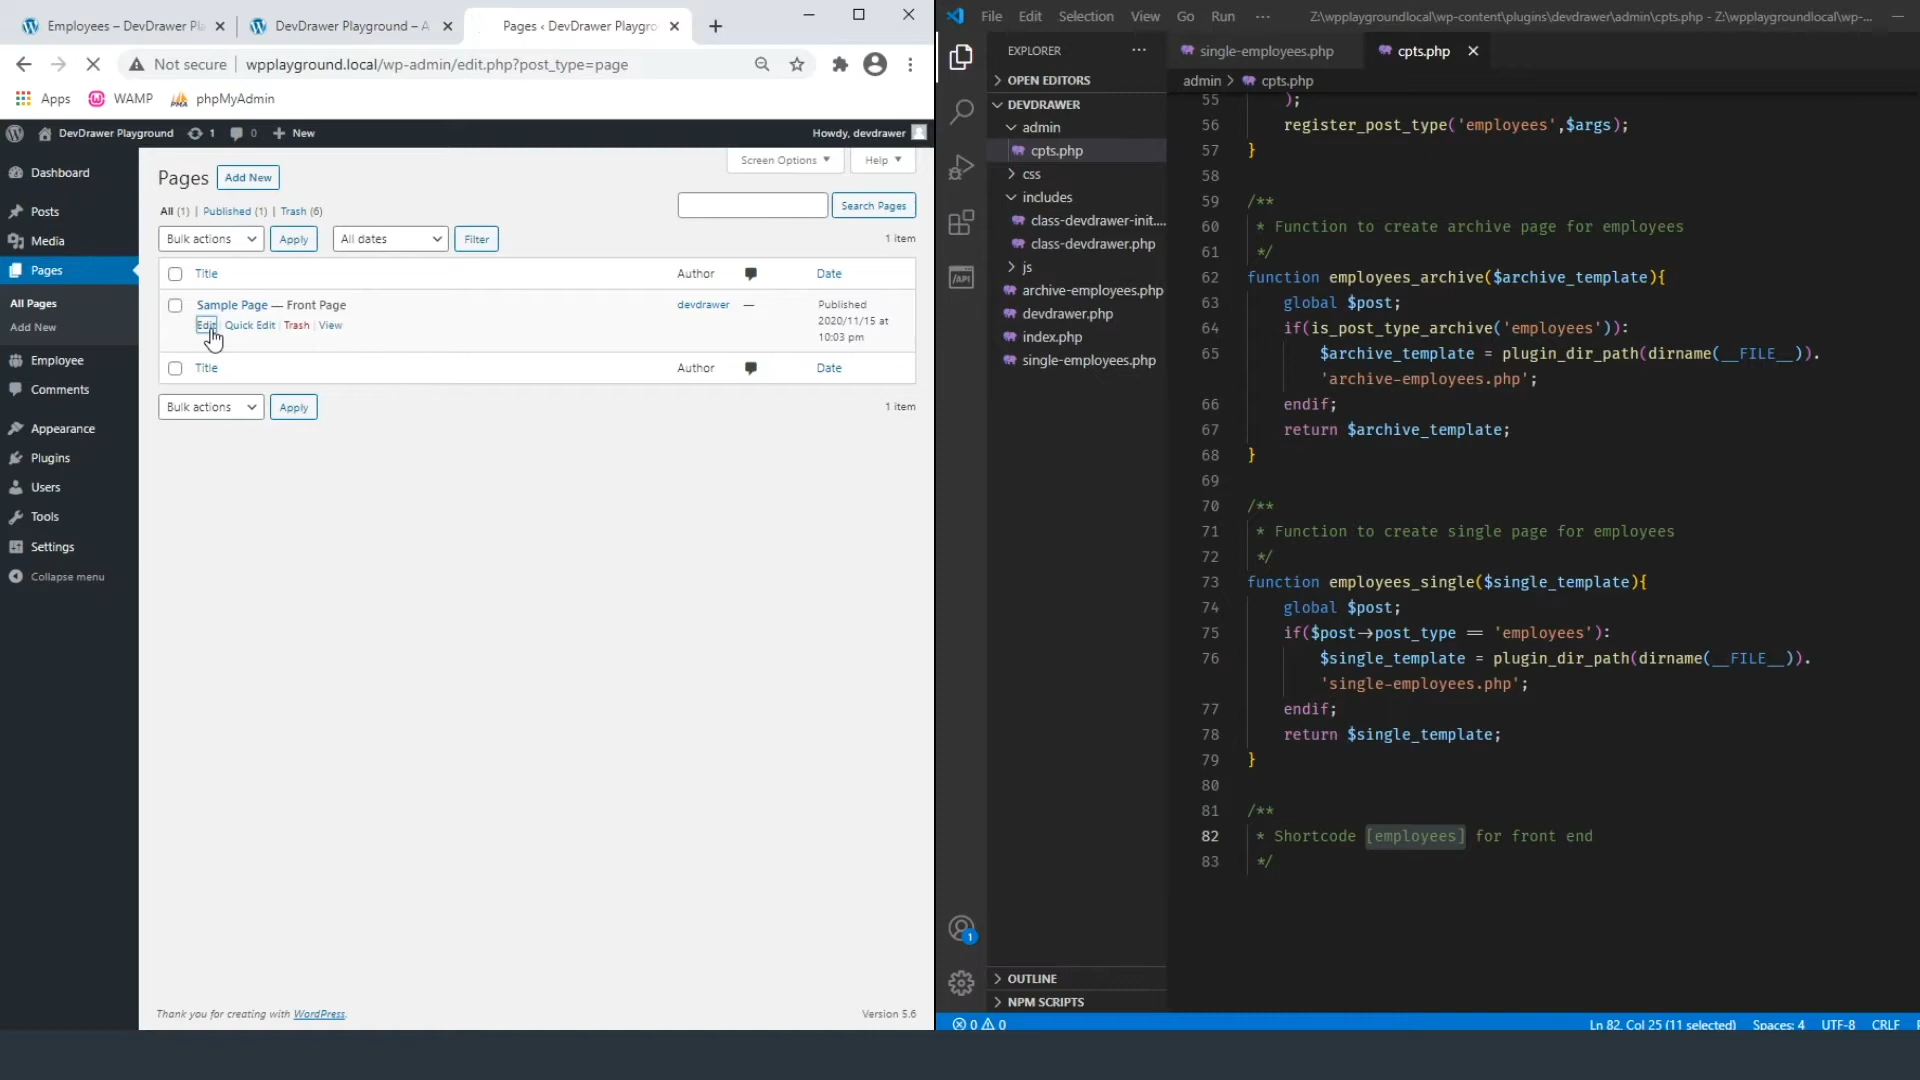 Employees – DevDrawer Pla
DevDrawer Playground – A
Pages ‹ DevDrawer Playgro
Not secure
wpplayground.local/wp-admin/edit.php?post_type=page
Apps
WAMP
phpMyAdmin
DevDrawer Playground
1
0
New
Howdy, devdrawer
Dashboard
Posts
Media
Pages
All Pages
Add New
Employee
Comments
Appearance
Plugins
Users
Tools
Settings
Collapse menu
Screen Options
Help
Pages
Add New
All (1) | Published (1) | Trash (6)
Search Pages
Bulk actions
Apply
All dates
Filter
1 item
Title
Author
Date
Sample Page — Front Page
devdrawer
—
Published
2020/11/15 at
10:03 pm
Edit | Quick Edit | Trash | View
Title
Author
Date
Bulk actions
Apply
1 item
Thank you for creating with WordPress.
Version 5.6
File
Edit
Selection
View
Go
Run
···
Z:\wpplaygroundlocal\wp-content\plugins\devdrawer\admin\cpts.php - Z:\wpplaygroundlocal\wp-...
EXPLORER
···
OPEN EDITORS
DEVDRAWER
admin
cpts.php
css
includes
class-devdrawer-init....
class-devdrawer.php
js
archive-employees.php
devdrawer.php
index.php
single-employees.php
OUTLINE
NPM SCRIPTS
/API
1
single-employees.php
cpts.php
admin > cpts.php
55 );
56 register_post_type('employees',$args);
57 }
58
59 /**
60 * Function to create archive page for employees
61 */
62 function employees_archive($archive_template){
63 global $post;
64 if(is_post_type_archive('employees')):
65 $archive_template = plugin_dir_path(dirname(__FILE__)).
'archive-employees.php';
66 endif;
67 return $archive_template;
68 }
69
70 /**
71 * Function to create single page for employees
72 */
73 function employees_single($single_template){
74 global $post;
75 if($post->post_type == 'employees'):
76 $single_template = plugin_dir_path(dirname(__FILE__)).
'single-employees.php';
77 endif;
78 return $single_template;
79 }
80
81 /**
82 * Shortcode [employees] for front end
83 */
0 0
Ln 82, Col 25 (11 selected)
Spaces: 4
UTF-8
CRLF